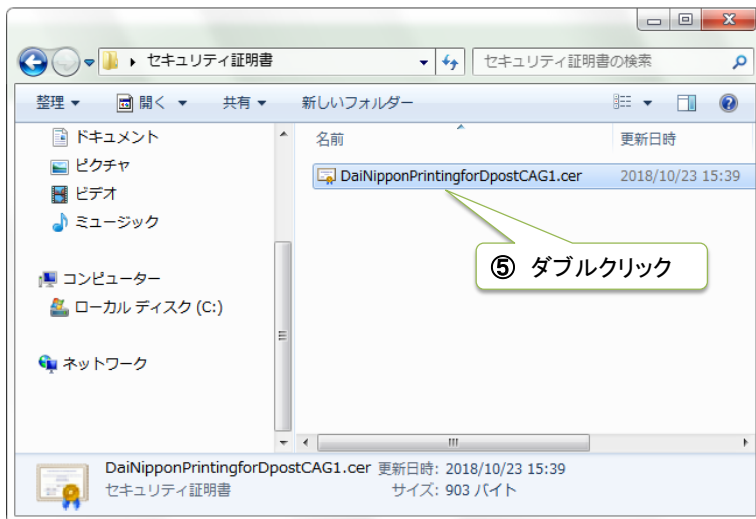 セキュリティ証明書
セキュリティ証明書の検索
整理 開く 共有 新しいフォルダー
ドキュメント
ピクチャ
ビデオ
ミュージック
コンピューター
ローカル ディスク (C:)
ネットワーク
名前 更新日時
DaiNipponPrintingforDpostCAG1.cer 2018/10/23 15:39
⑤ ダブルクリック
DaiNipponPrintingforDpostCAG1.cer 更新日時: 2018/10/23 15:39
セキュリティ証明書 サイズ: 903 バイト